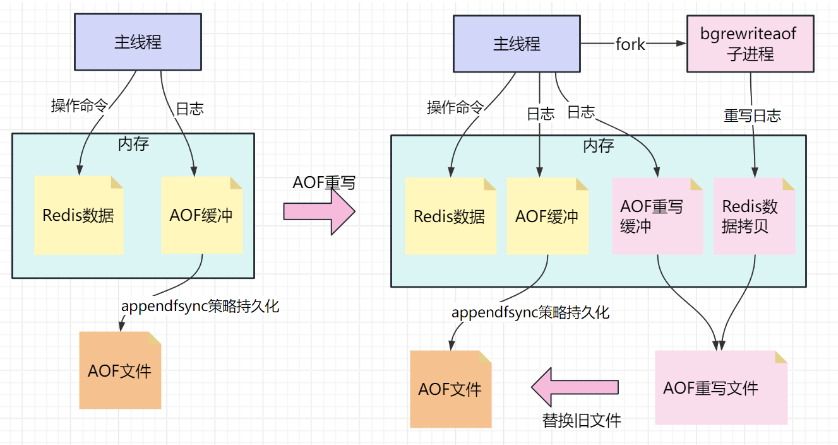 主线程
操作命令
日志
内存
Redis数据
AOF缓冲
appendfsync策略持久化
AOF文件
AOF重写
主线程
fork
bgrewriteaof
子进程
操作命令
日志
日志
重写日志
内存
Redis数据
AOF缓冲
AOF重写
缓冲
Redis数
据拷贝
appendfsync策略持久化
AOF文件
替换旧文件
AOF重写文件